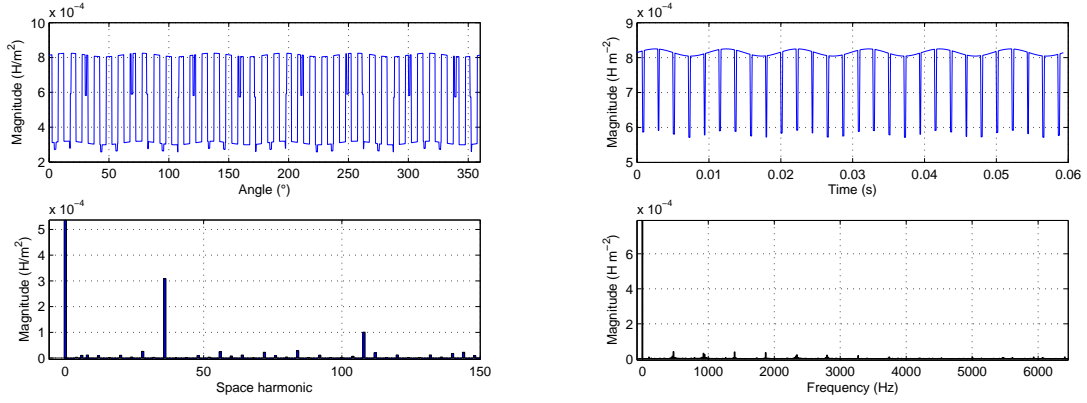 x 10⁻⁴
10
8
6
4
2
Magnitude (H/m²)
0 50 100 150 200 250 300 350
Angle (°)
x 10⁻⁴
9
8
7
6
5
Magnitude (H m⁻²)
0 0.01 0.02 0.03 0.04 0.05 0.06
Time (s)
x 10⁻⁴
5
4
3
2
1
0
Magnitude (H/m²)
0 50 100 150
Space harmonic
x 10⁻⁴
6
4
2
0
Magnitude (H m⁻²)
0 1000 2000 3000 4000 5000 6000
Frequency (Hz)